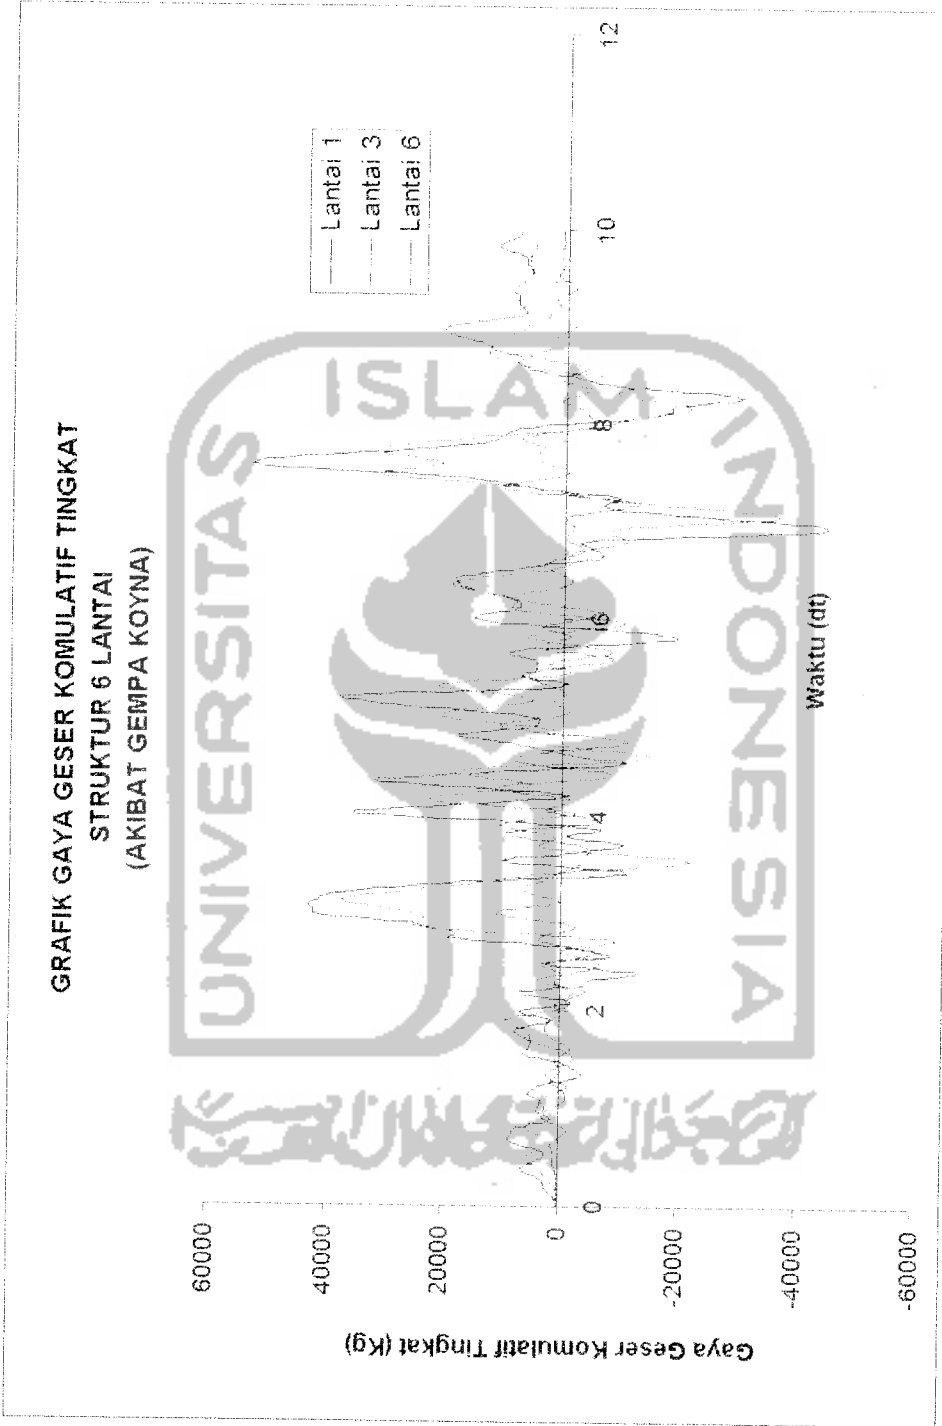 GRAFIK GAYA GESER KOMULATIF TINGKAT
STRUKTUR 6 LANTAI
(AKIBAT GEMPA KOYNA)
Lantai 1
Lantai 3
Lantai 6
Gaya Geser Komulatif Tingkat (Kg)
60000
40000
20000
0
-20000
-40000
-60000
0
2
4
6
8
10
12
Waktu (dt)
UNIVERSITAS
ISLAM
INDONESIA